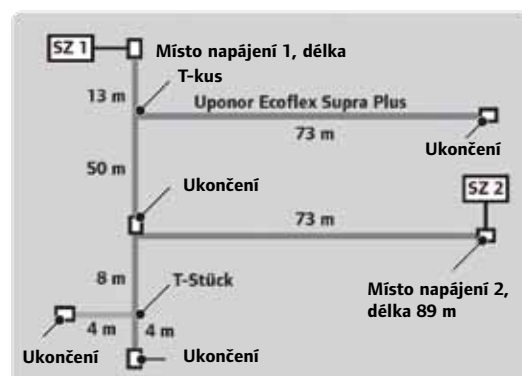 SZ 1
Místo napájení 1, délka
T-kus
13 m
Uponor Ecoflex Supra Plus
73 m
Ukončení
50 m
Ukončení
SZ 2
73 m
8 m
T-Stück
Místo napájení 2,
délka 89 m
4 m
4 m
Ukončení
Ukončení